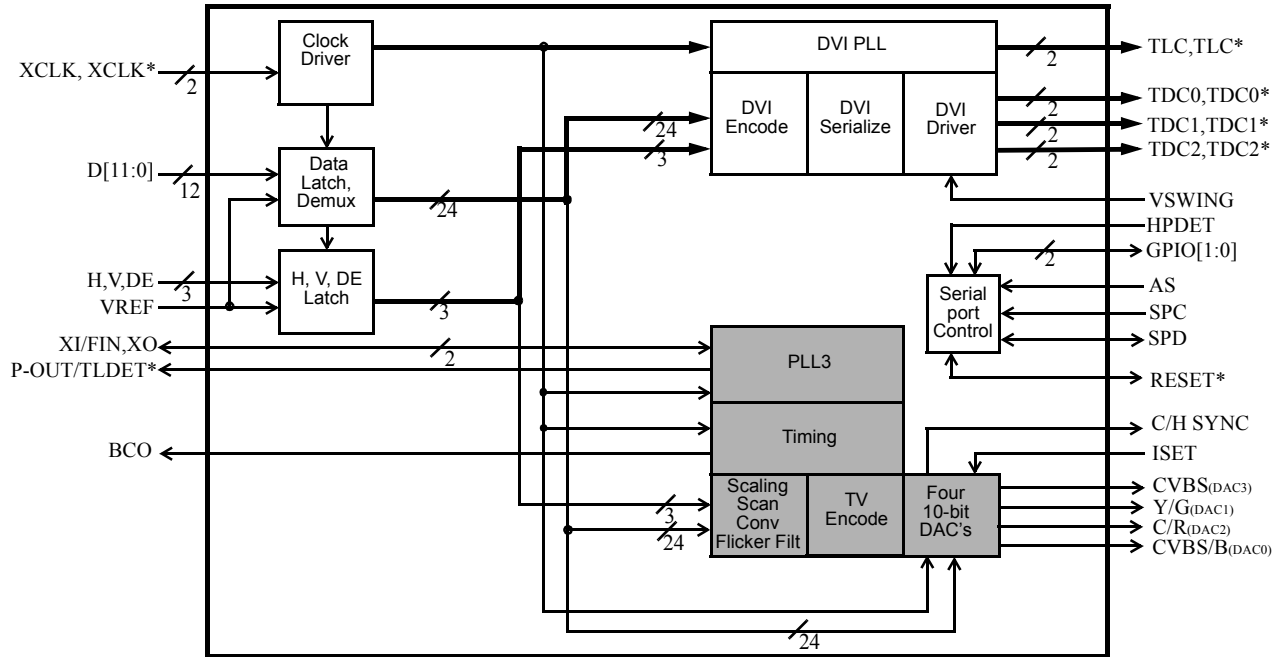 XCLK, XCLK*
2
Clock
Driver
D[11:0]
12
Data
Latch,
Demux
24
H,V,DE
3
VREF
H, V, DE
Latch
3
XI/FIN,XO
2
P-OUT/TLDET*
BCO
DVI PLL
24
3
DVI
Encode
DVI
Serialize
DVI
Driver
2
TLC,TLC*
2
TDC0,TDC0*
2
TDC1,TDC1*
2
TDC2,TDC2*
VSWING
HPDET
2
GPIO[1:0]
Serial
port
Control
AS
SPC
SPD
RESET*
PLL3
Timing
3
24
Scaling
Scan
Conv
Flicker Filt
TV
Encode
Four
10-bit
DAC's
C/H SYNC
ISET
CVBS(DAC3)
Y/G(DAC1)
C/R(DAC2)
CVBS/B(DAC0)
24